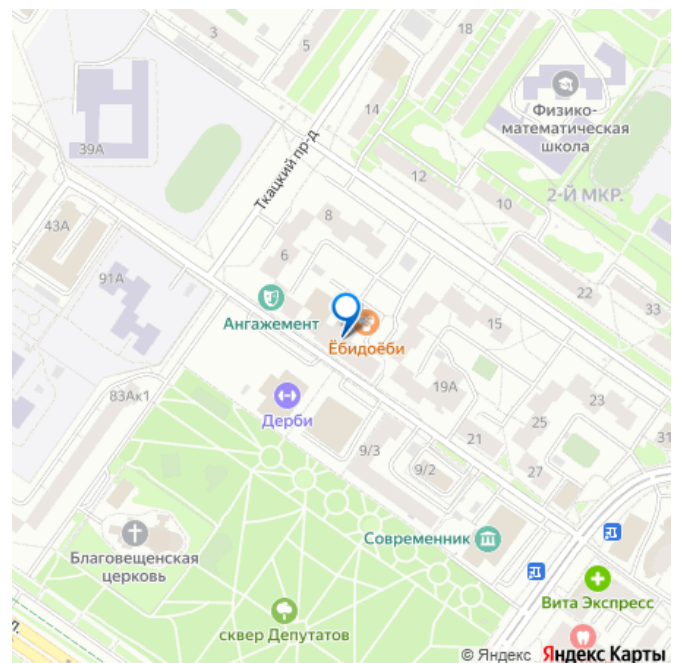 3
5
18
39А
14
Физико-
математическая
школа
Ткацкий пр-д
12
10
2-Й МКР.
43А
8
6
91А
22
33
Ангажемент
Ёбидоёби
15
83Ак1
Дерби
19А
23
25
9/3
21
31
9/2
27
Современник
Благовещенская
церковь
Вита Экспресс
сквер Депутатов
л.
© Яндекс Яндекс Карты